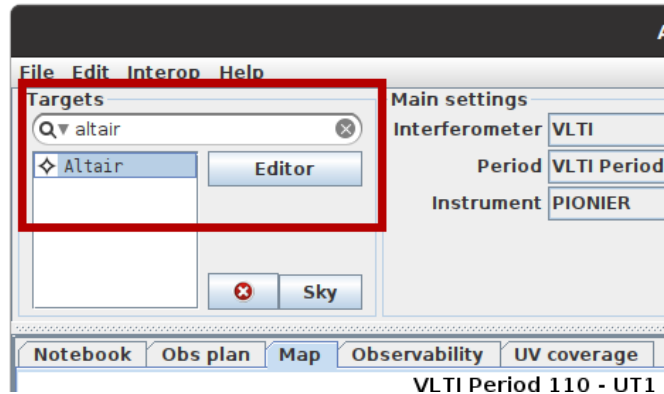 A
File Edit Interop Help
Targets
altair
Altair
Editor
Sky
Main settings
Interferometer VLTI
Period VLTI Period
Instrument PIONIER
Notebook Obs plan Map Observability UV coverage
VLTI Period 110 - UT1